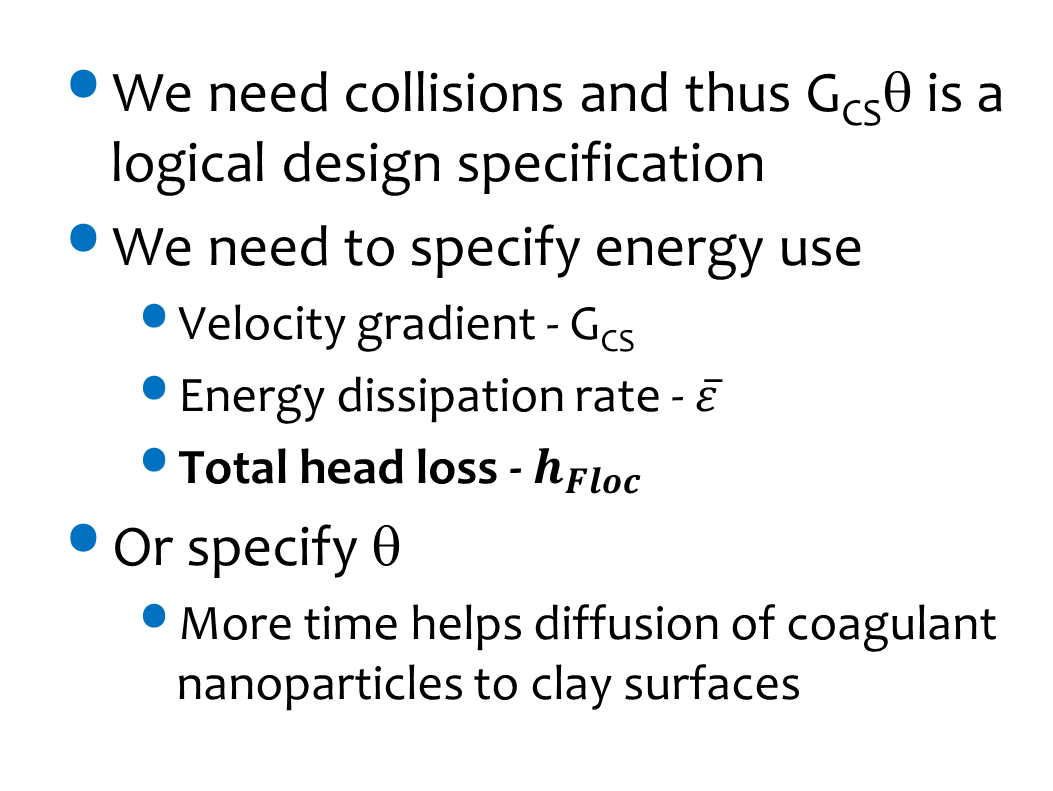 • We need collisions and thus G_CSθ is a
logical design specification
• We need to specify energy use
• Velocity gradient - G_CS
• Energy dissipation rate - ε̄
• Total head loss - h_Floc
• Or specify θ
• More time helps diffusion of coagulant
nanoparticles to clay surfaces